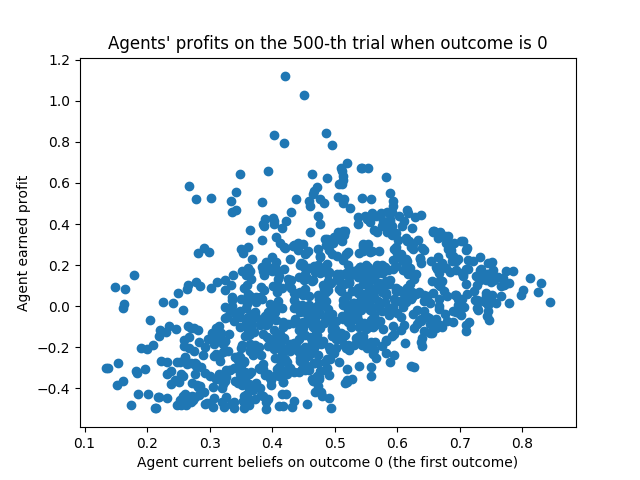 Agents' profits on the 500-th trial when outcome is 0
1.2
1.0
0.8
0.6
0.4
0.2
0.0
−0.2
−0.4
Agent earned profit
0.1 0.2 0.3 0.4 0.5 0.6 0.7 0.8
Agent current beliefs on outcome 0 (the first outcome)